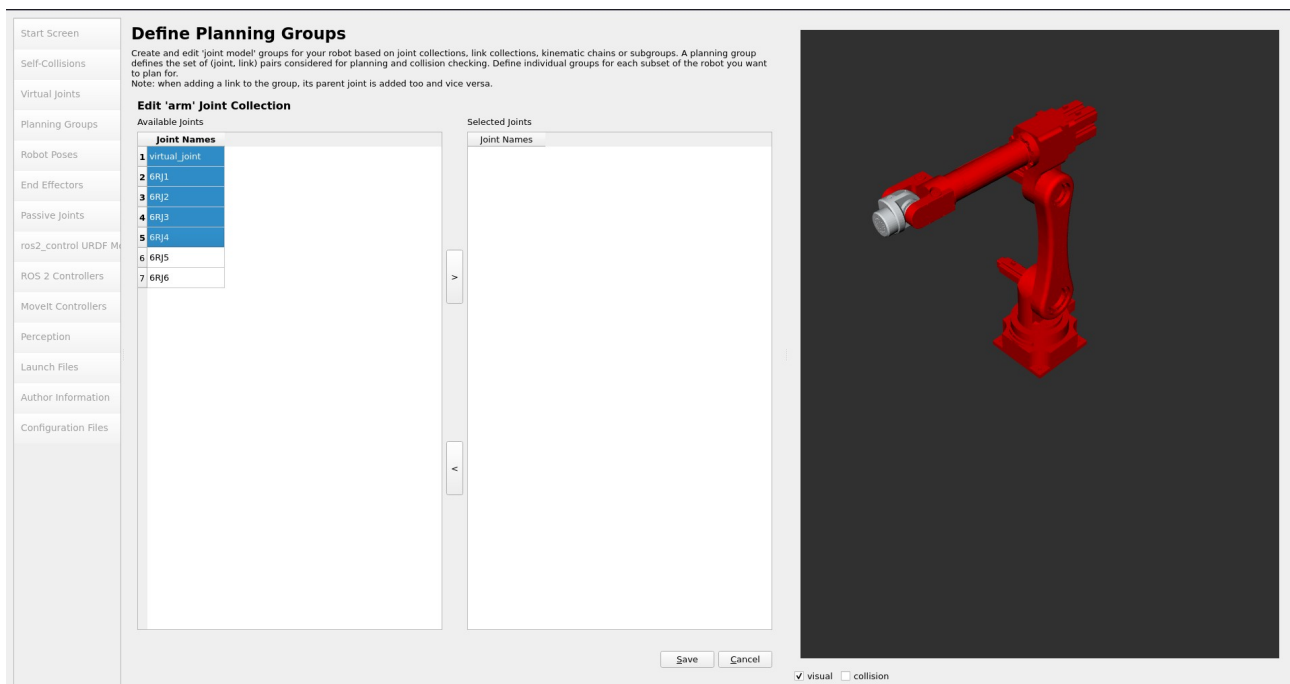 Start Screen
Self-Collisions
Virtual Joints
Planning Groups
Robot Poses
End Effectors
Passive Joints
ros2_control URDF M
ROS 2 Controllers
MoveIt Controllers
Perception
Launch Files
Author Information
Configuration Files
Define Planning Groups
Create and edit 'joint model' groups for your robot based on joint collections, link collections, kinematic chains or subgroups. A planning group
defines the set of (joint, link) pairs considered for planning and collision checking. Define individual groups for each subset of the robot you want
to plan for.
Note: when adding a link to the group, its parent joint is added too and vice versa.
Edit 'arm' Joint Collection
Available Joints
Joint Names
1 virtual_joint
2 6RJ1
3 6RJ2
4 6RJ3
5 6RJ4
6 6RJ5
7 6RJ6
>
<
Selected Joints
Joint Names
Save Cancel
visual collision